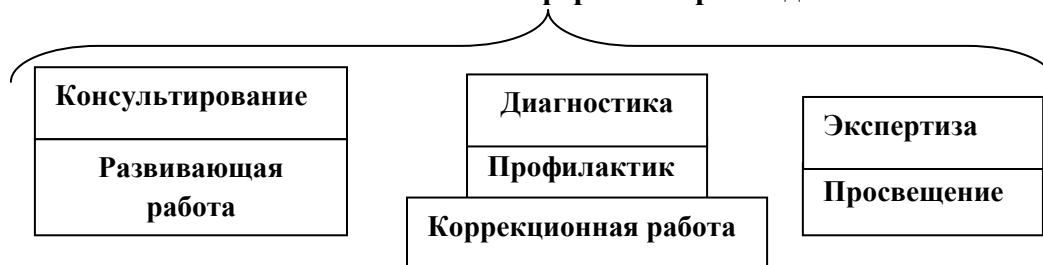 Консультирование
Развивающая
работа
Диагностика
Профилактик
Коррекционная работа
Экспертиза
Просвещение